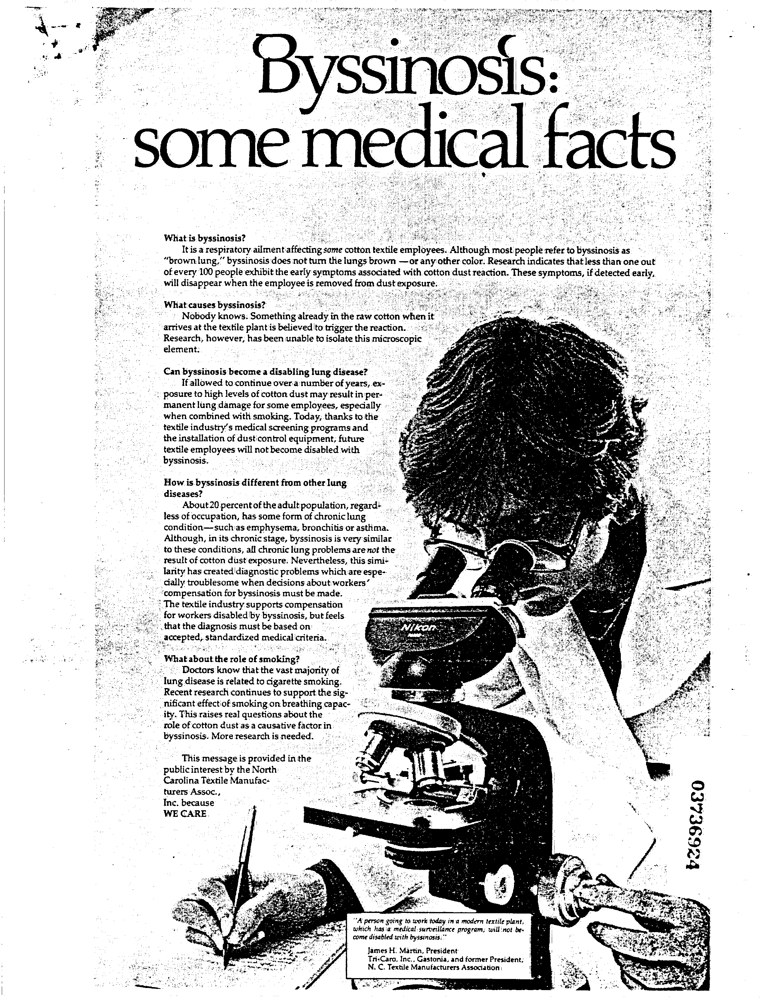 Byssinosis:
some medical facts
What is byssinosis?
It is a respiratory ailment affecting some cotton textile employees. Although most people refer to byssinosis as
"brown lung," byssinosis does not turn the lungs brown — or any other color. Research indicates that less than one out
of every 100 people exhibit the early symptoms associated with cotton dust reaction. These symptoms, if detected early,
will disappear when the employee is removed from dust exposure.
What causes byssinosis?
Nobody knows. Something already in the raw cotton when it
arrives at the textile plant is believed to trigger the reaction.
Research, however, has been unable to isolate this microscopic
element.
Can byssinosis become a disabling lung disease?
If allowed to continue over a number of years, ex-
posure to high levels of cotton dust may result in per-
manent lung damage for some employees, especially
when combined with smoking. Today, thanks to the
textile industry's medical screening programs and
the installation of dust control equipment, future
textile employees will not become disabled with
byssinosis.
How is byssinosis different from other lung
diseases?
About 20 percent of the adult population, regard-
less of occupation, has some form of chronic lung
condition—such as emphysema, bronchitis or asthma.
Although, in its chronic stage, byssinosis is very similar
to these conditions, all chronic lung problems are not the
result of cotton dust exposure. Nevertheless, this simi-
larity has created diagnostic problems which are espe-
cially troublesome when decisions about workers'
compensation for byssinosis must be made.
The textile industry supports compensation
for workers disabled by byssinosis, but feels
that the diagnosis must be based on
accepted, standardized medical criteria.
What about the role of smoking?
Doctors know that the vast majority of
lung disease is related to cigarette smoking.
Recent research continues to support the sig-
nificant effect of smoking on breathing capac-
ity. This raises real questions about the
role of cotton dust as a causative factor in
byssinosis. More research is needed.
This message is provided in the
public interest by the North
Carolina Textile Manufac-
turers Assoc.,
Inc. because
WE CARE
Nikon
03736924
"A person going to work today in a modern textile plant,
which has a medical surveillance program, will not be-
come disabled with byssinosis."
James H. Martin, President
Tri-Caro, Inc., Gastonia, and former President,
N. C. Textile Manufacturers Association